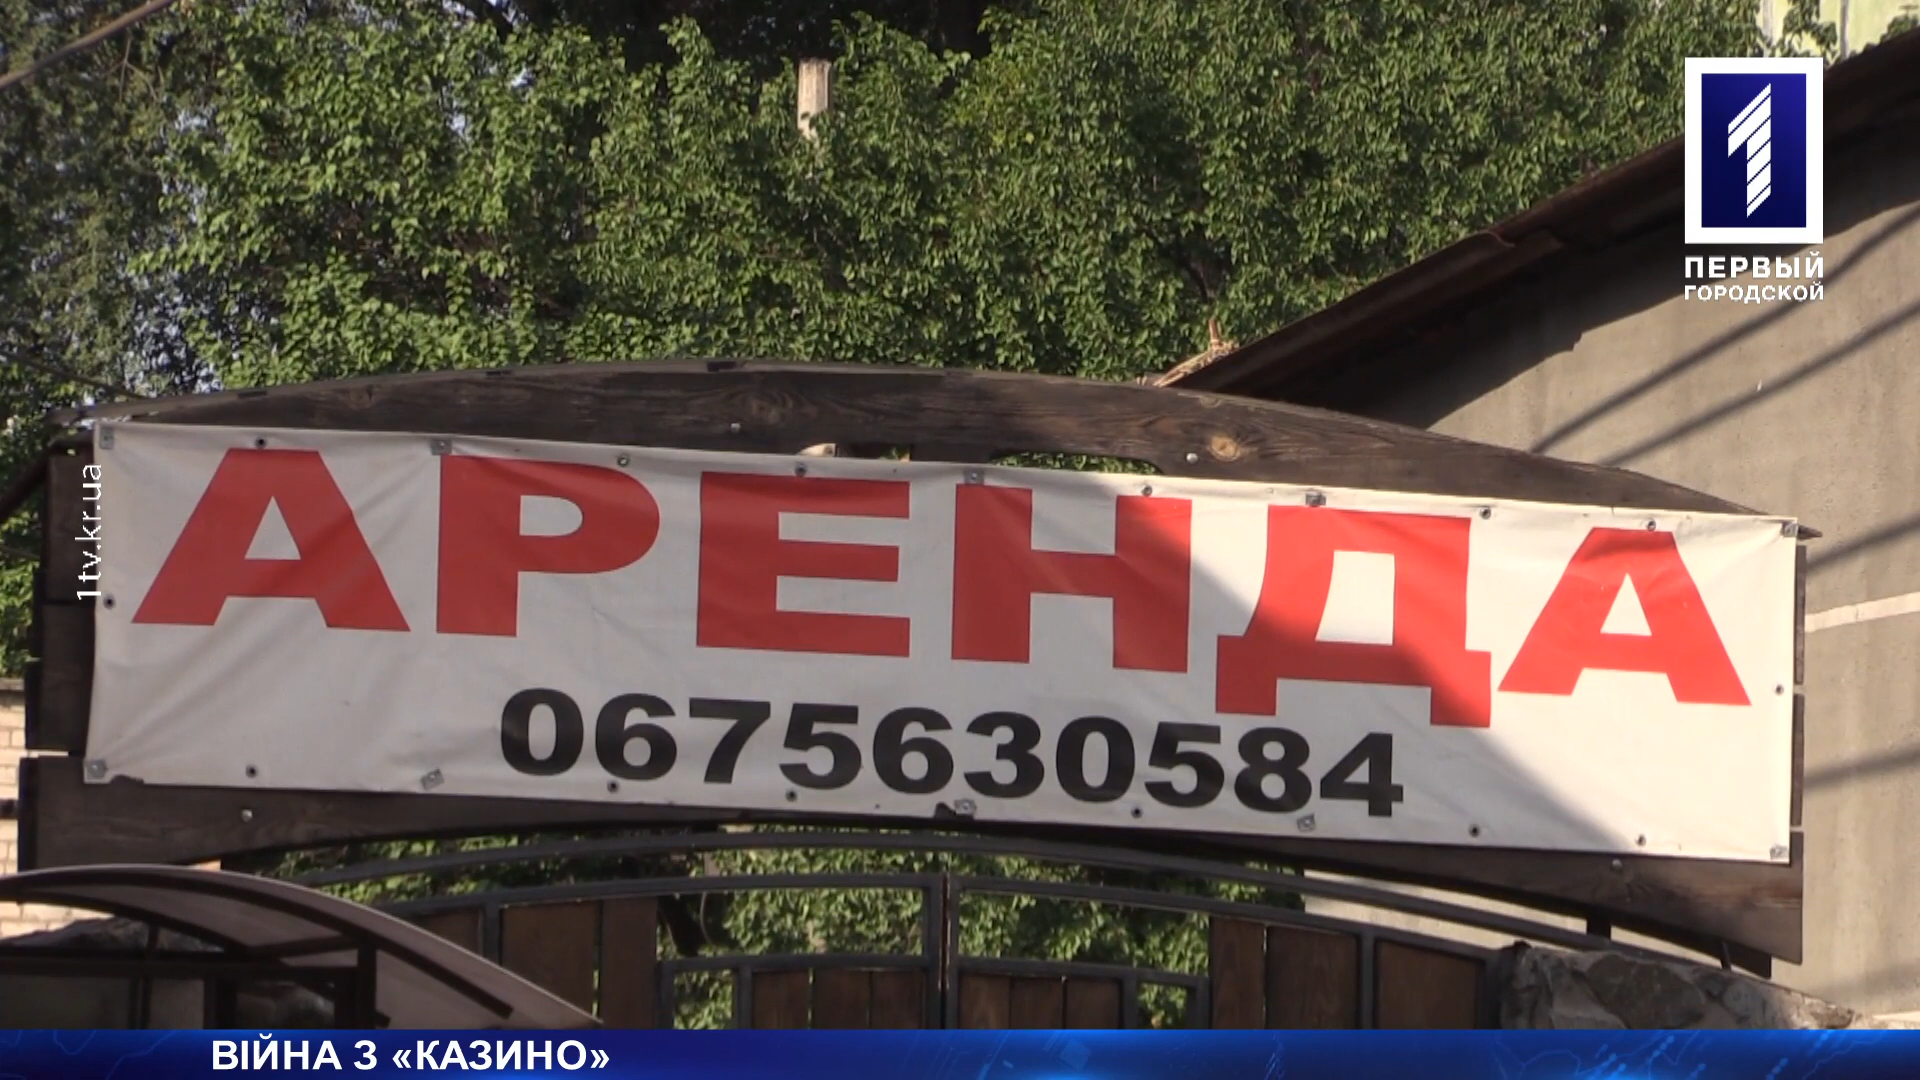 ПЕРВЫЙ
ГОРОДСКОЙ
1tv.kr.ua
АРЕНДА
0675630584
ВІЙНА З «КАЗИНО»